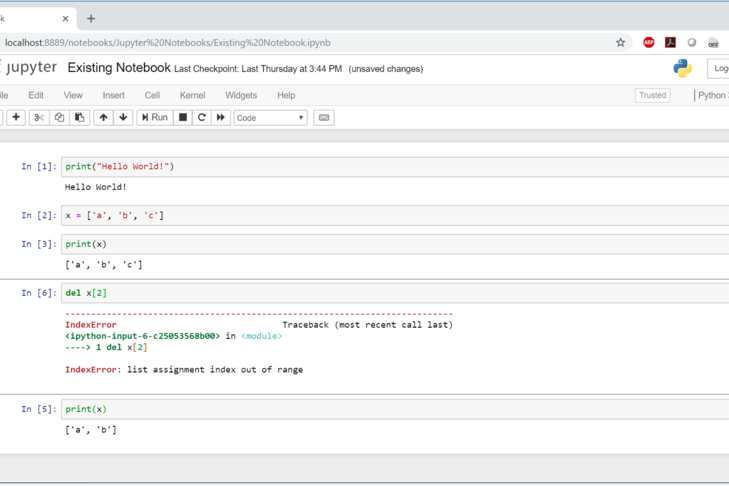 k × +
localhost:8889/notebooks/Jupyter%20Notebooks/Existing%20Notebook.ipynb ABP off
jupyter Existing Notebook Last Checkpoint: Last Thursday at 3:44 PM (unsaved changes) Log
ile Edit View Insert Cell Kernel Widgets Help Trusted Python
Run Code
In [1]: print("Hello World!")
Hello World!
In [2]: x = ['a', 'b', 'c']
In [3]: print(x)
['a', 'b', 'c']
In [6]: del x[2]
---------------------------------------------------------------------------
IndexError Traceback (most recent call last)
<ipython-input-6-c25053568b00> in <module>
----> 1 del x[2]
IndexError: list assignment index out of range
In [5]: print(x)
['a', 'b']